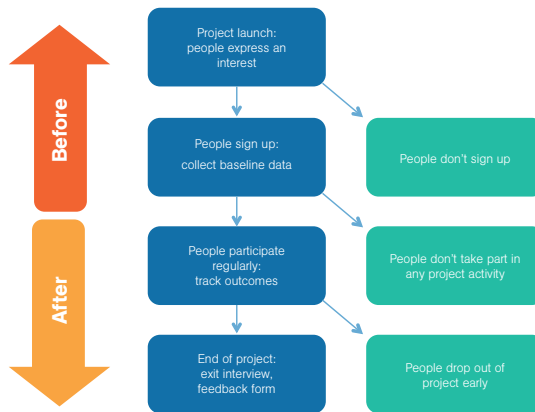 Before
After
Project launch:
people express an
interest
People sign up:
collect baseline data
People don't sign up
People participate
regularly:
track outcomes
People don't take part in
any project activity
End of project:
exit interview,
feedback form
People drop out of
project early